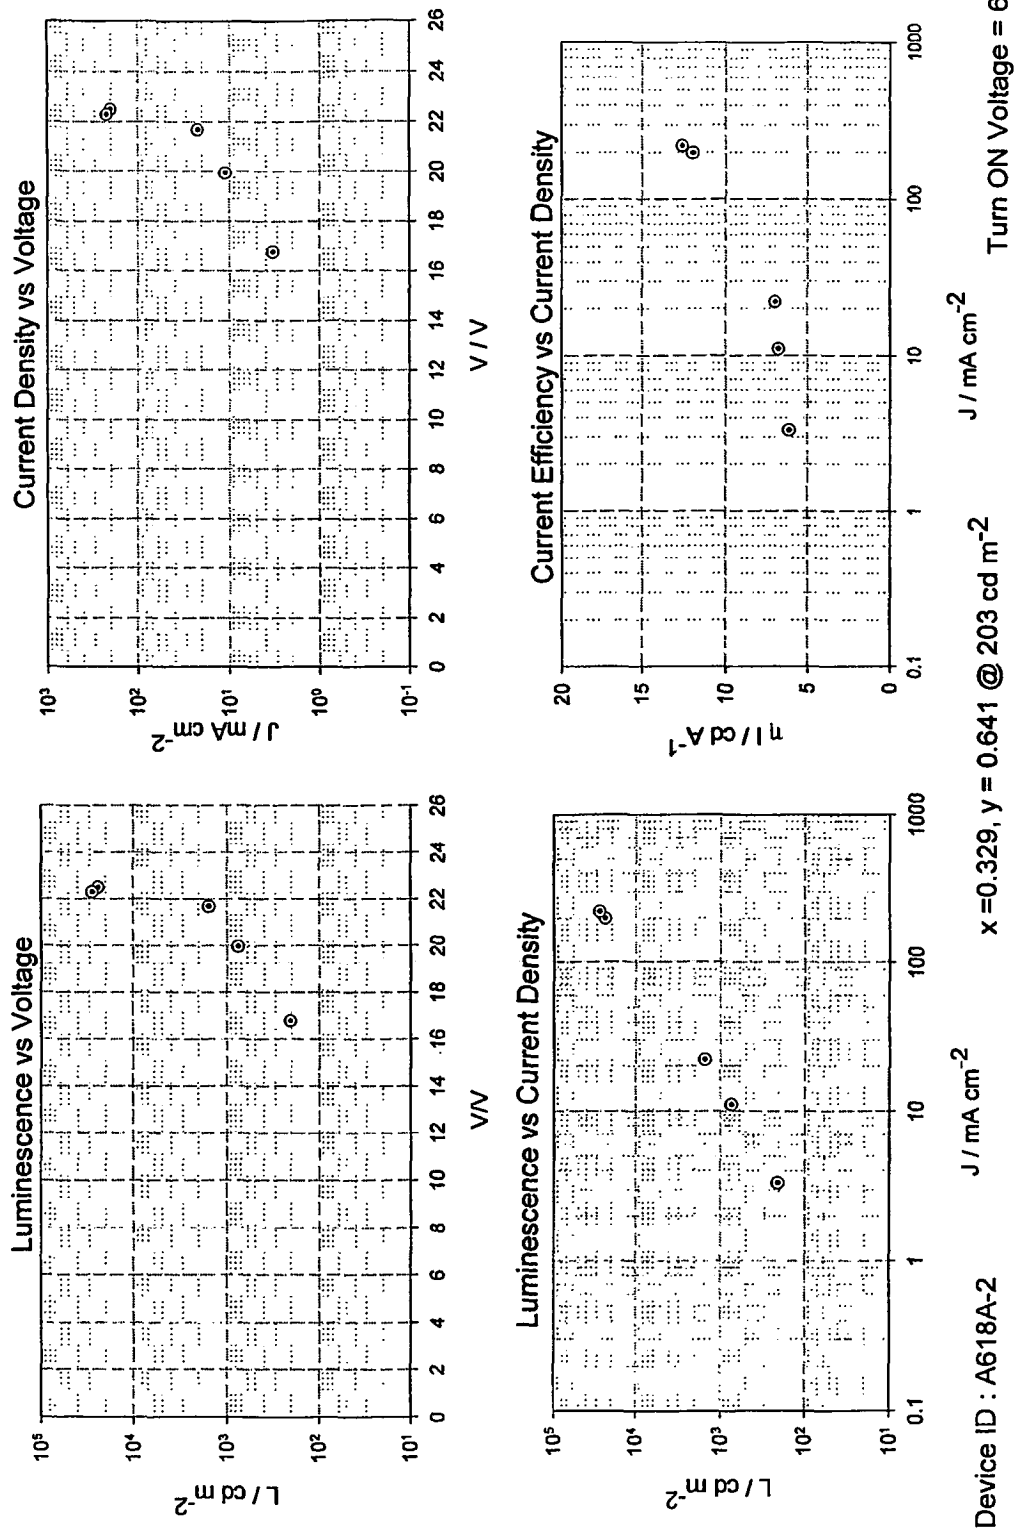 Luminescence vs Voltage
L / cd m⁻²
10⁵
10⁴
10³
10²
10¹
0 2 4 6 8 10 12 14 16 18 20 22 24 26
V/V
Current Density vs Voltage
J / mA cm⁻²
10³
10²
10¹
10⁰
10⁻¹
0 2 4 6 8 10 12 14 16 18 20 22 24 26
V / V
Luminescence vs Current Density
L / cd m⁻²
10⁵
10⁴
10³
10²
10¹
0.1 1 10 100 1000
J / mA cm⁻²
Current Efficiency vs Current Density
η I / cd A⁻¹
20
15
10
5
0
0.1 1 10 100 1000
J / mA cm⁻²
Device ID : A618A-2 x =0.329, y = 0.641 @ 203 cd m⁻² Turn ON Voltage = 6